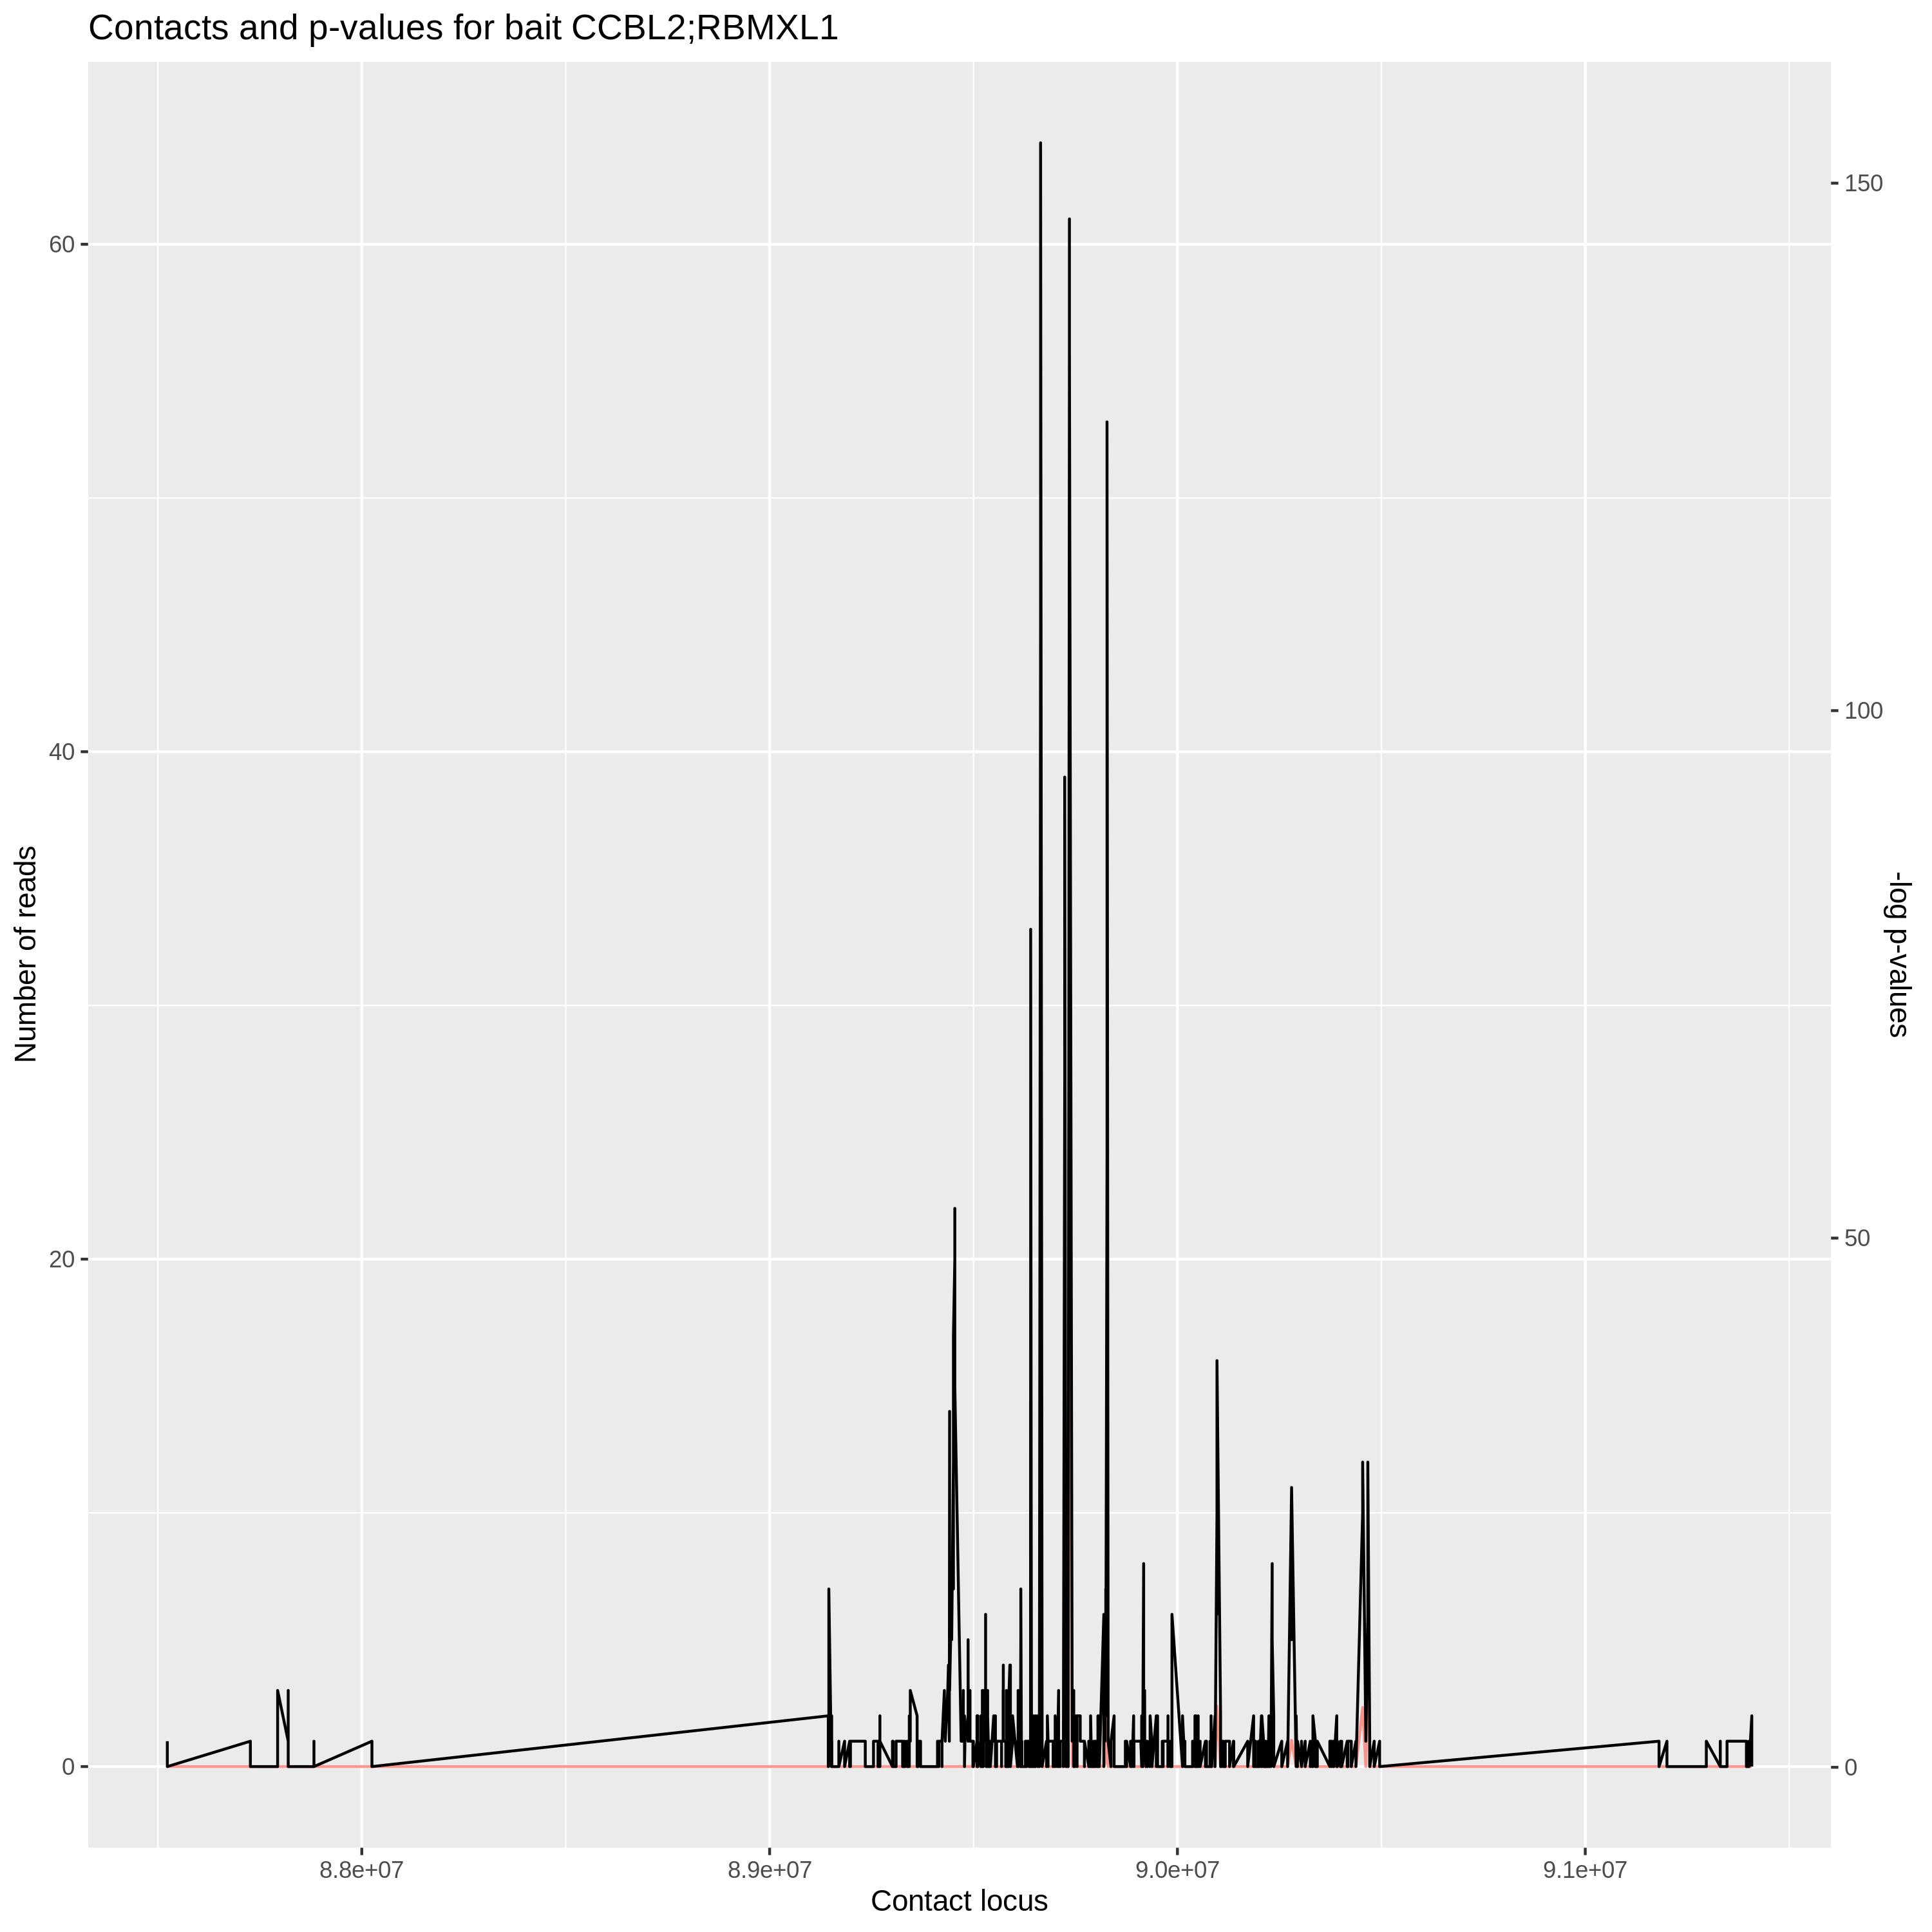 Contacts and p-values for bait CCBL2;RBMXL1
60
40
20
0
Number of reads
150
100
50
0
-log p-values
8.8e+07
8.9e+07
9.0e+07
9.1e+07
Contact locus